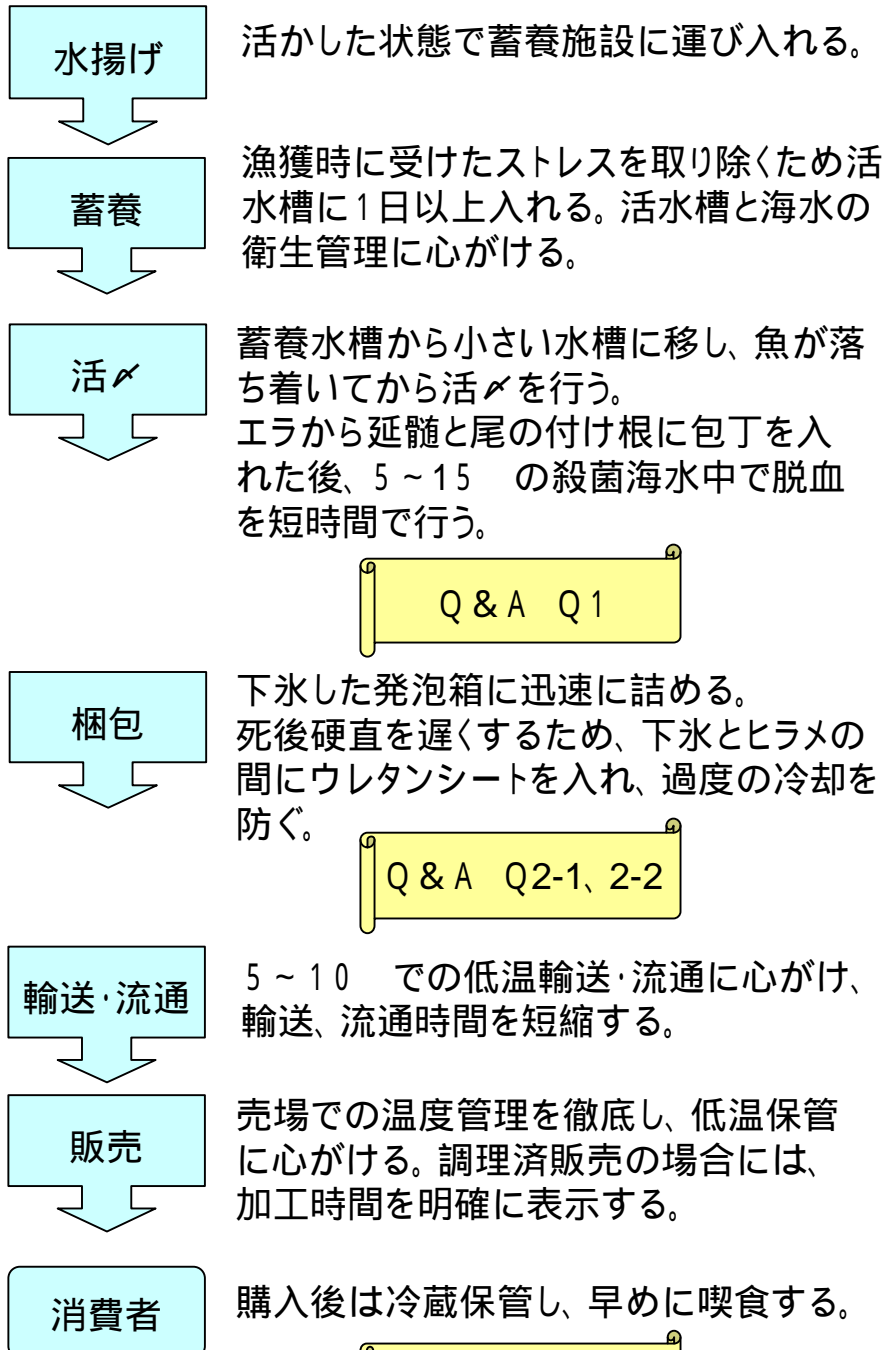 水揚げ
活かした状態で蓄養施設に運び入れる。
蓄養
漁獲時に受けたストレスを取り除くため活
水槽に1日以上入れる。活水槽と海水の
衛生管理に心がける。
活〆
蓄養水槽から小さい水槽に移し、魚が落
ち着いてから活〆を行う。
エラから延髄と尾の付け根に包丁を入
れた後、5~15　の殺菌海水中で脱血
を短時間で行う。
Q&A　Q1
梱包
下氷した発泡箱に迅速に詰める。
死後硬直を遅くするため、下氷とヒラメの
間にウレタンシートを入れ、過度の冷却を
防ぐ。
Q&A　Q2-1、2-2
輸送・流通
5~10　での低温輸送・流通に心がけ、
輸送、流通時間を短縮する。
販売
売場での温度管理を徹底し、低温保管
に心がける。調理済販売の場合には、
加工時間を明確に表示する。
消費者
購入後は冷蔵保管し、早めに喫食する。